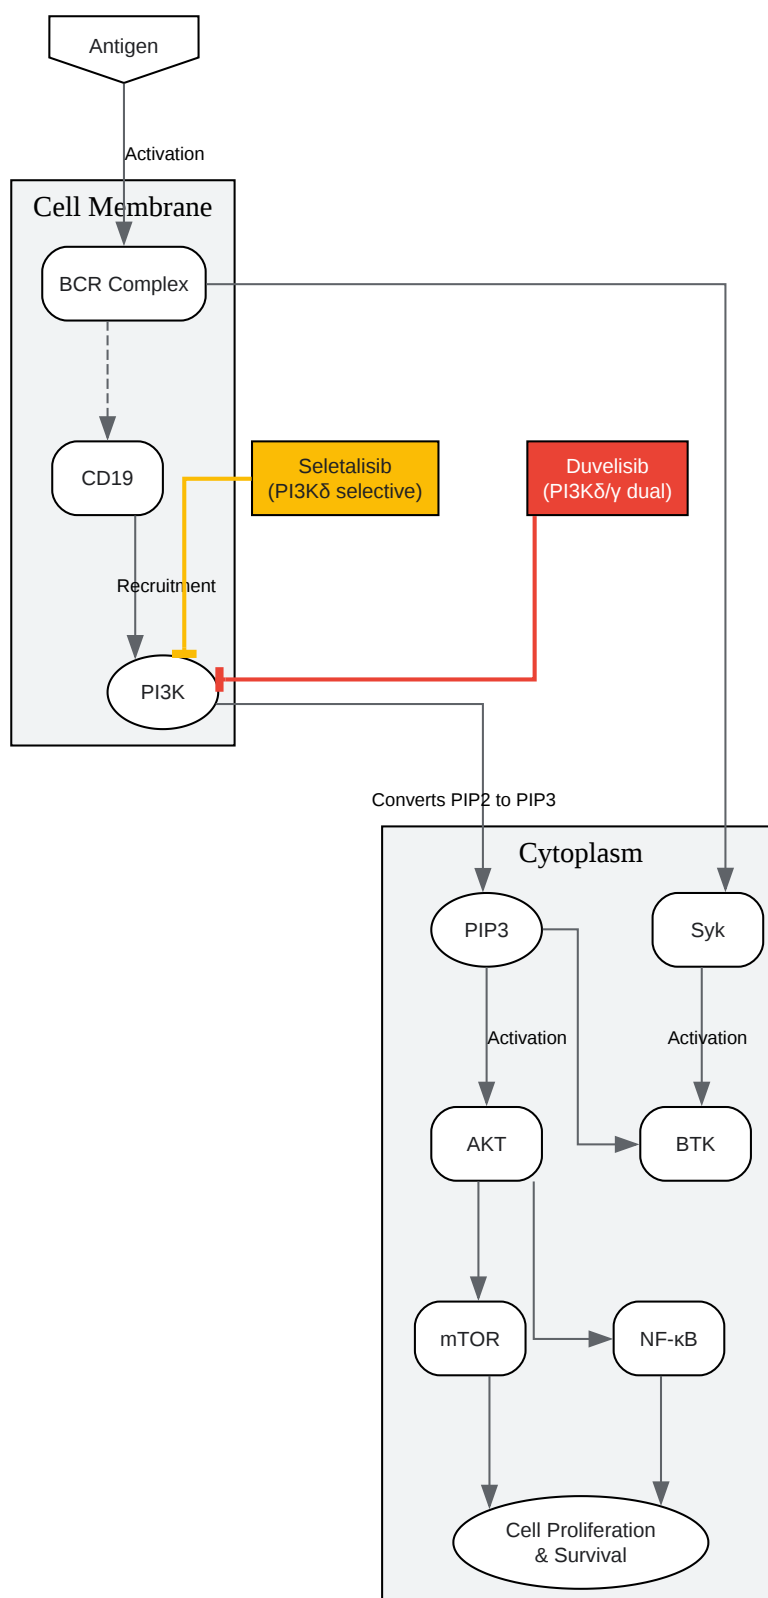 Antigen
Activation
Cell Membrane
BCR Complex
CD19
Seletalisib
(PI3Kδ selective)
Duvelisib
(PI3Kδ/γ dual)
Recruitment
PI3K
Converts PIP2 to PIP3
Cytoplasm
PIP3
Syk
Activation
Activation
AKT
BTK
mTOR
NF-κB
Cell Proliferation
& Survival